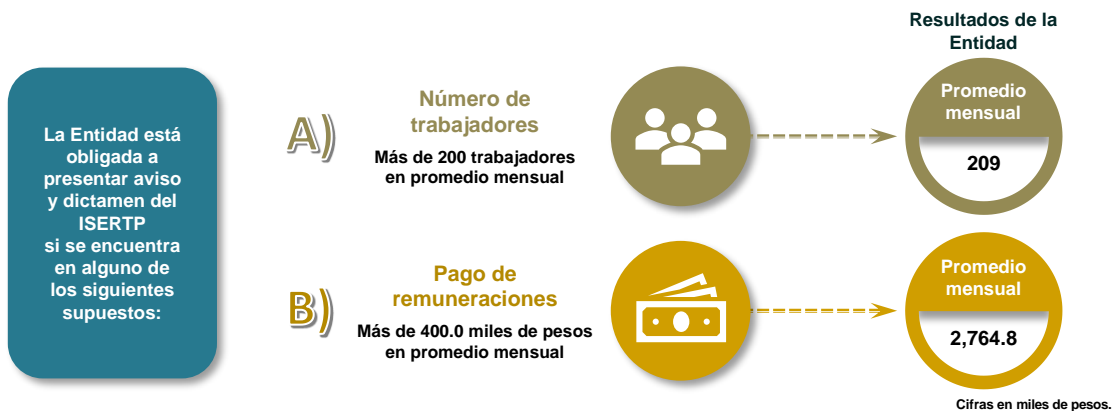 La Entidad está
obligada a
presentar aviso
y dictamen del
ISERTP
si se encuentra
en alguno de
los siguientes
supuestos:
A)
Número de
trabajadores
Más de 200 trabajadores
en promedio mensual
Resultados de la
Entidad
Promedio
mensual
209
B)
Pago de
remuneraciones
Más de 400.0 miles de pesos
en promedio mensual
Promedio
mensual
2,764.8
Cifras en miles de pesos.